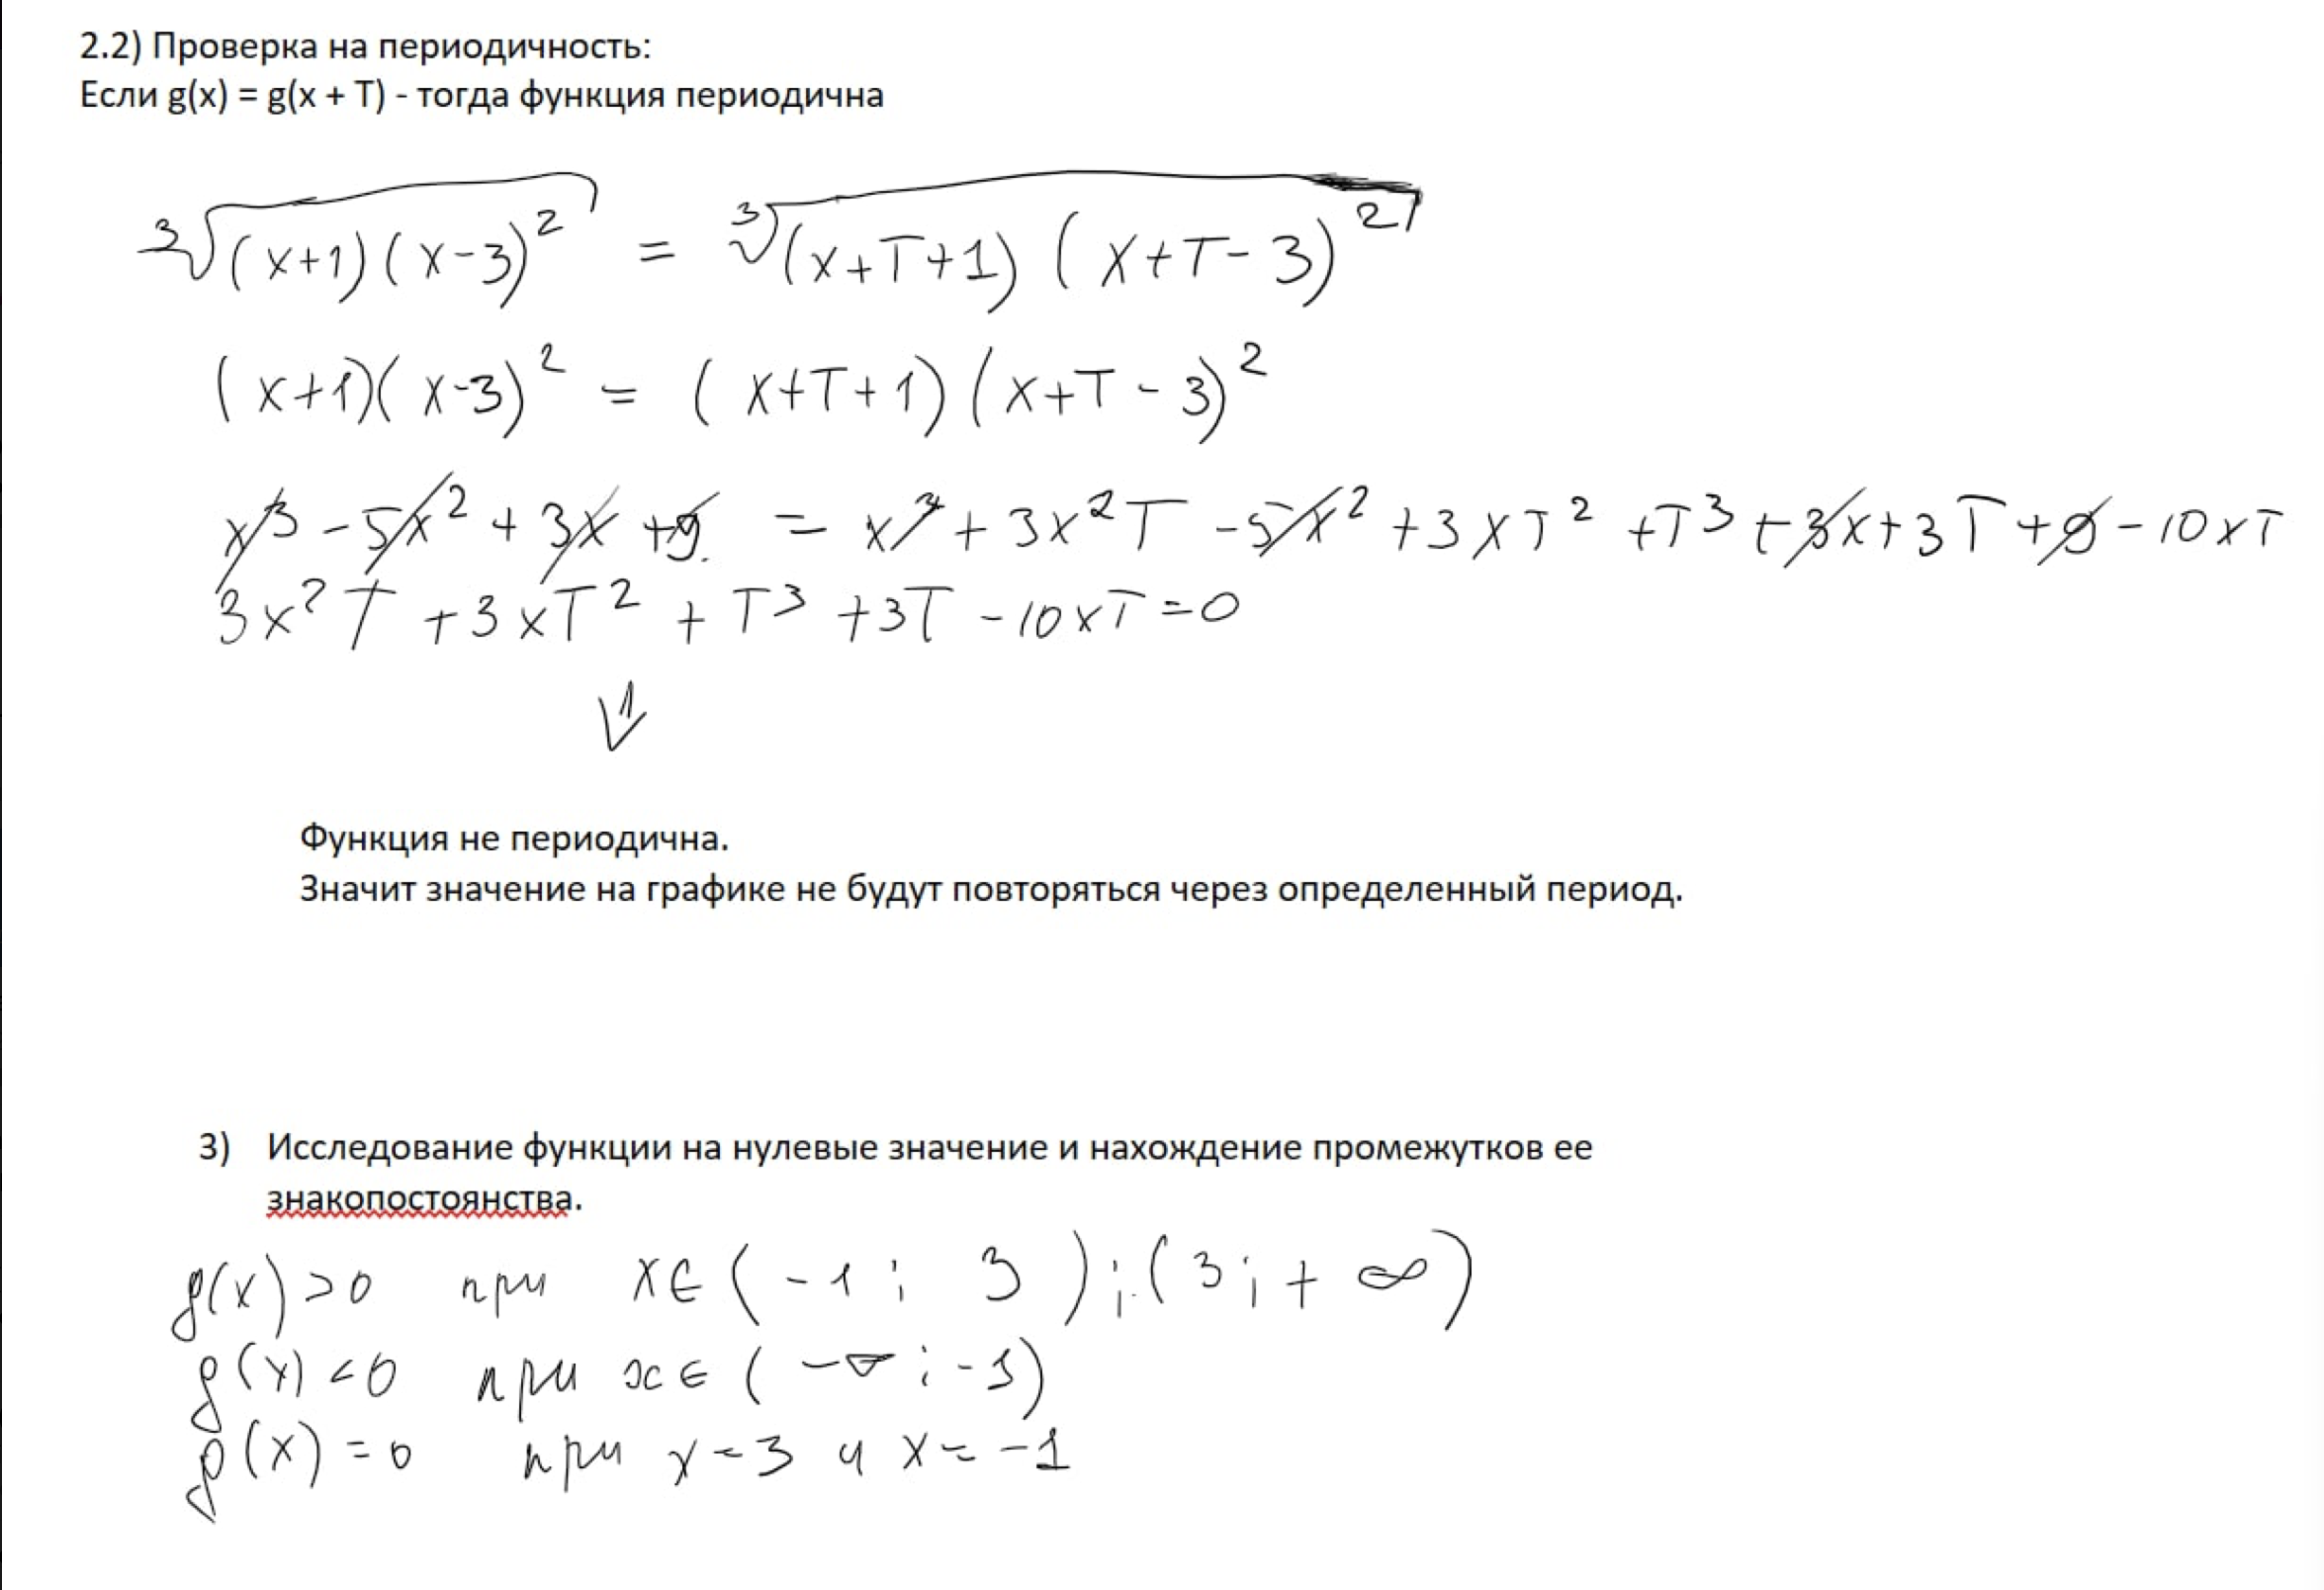 2.2) Проверка на периодичность:
Если g(x) = g(x + T) - тогда функция периодична
∛((x+1)(x-3)²) = ∛((x+T+1)(x+T-3)²)
(x+1)(x-3)² = (x+T+1)(x+T-3)²
x³ - 5x² + 3x + 9 = x³ + 3x²T - 5x² + 3xT² + T³ + 3x + 3T + 9 - 10xT
3x²T + 3xT² + T³ + 3T - 10xT = 0
Функция не периодична.
Значит значение на графике не будут повторяться через определенный период.
3) Исследование функции на нулевые значение и нахождение промежутков ее
знакопостоянства.
g(x) > 0 при x ∈ (-1; 3); (3; +∞)
g(x) < 0 при x ∈ (-∞; -1)
g(x) = 0 при x = 3 и x = -1